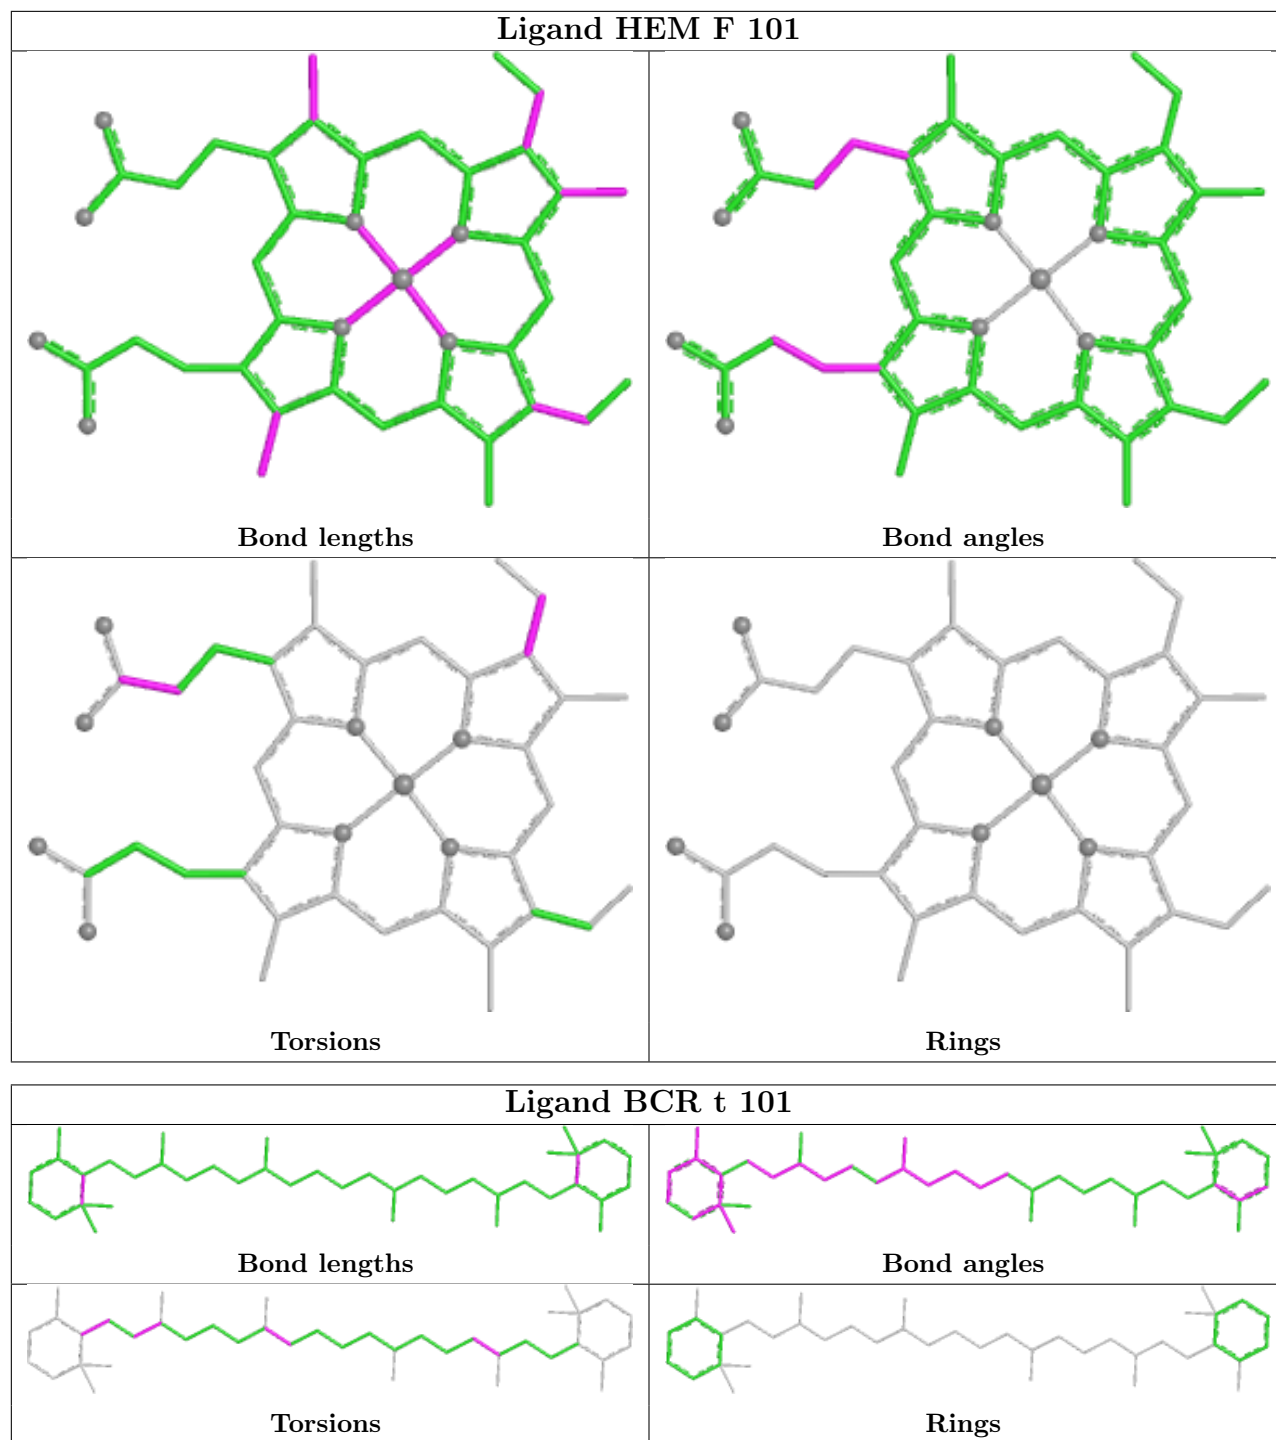 Ligand HEM F 101
Bond lengths
Bond angles
Torsions
Rings
Ligand BCR t 101
Bond lengths
Bond angles
Torsions
Rings